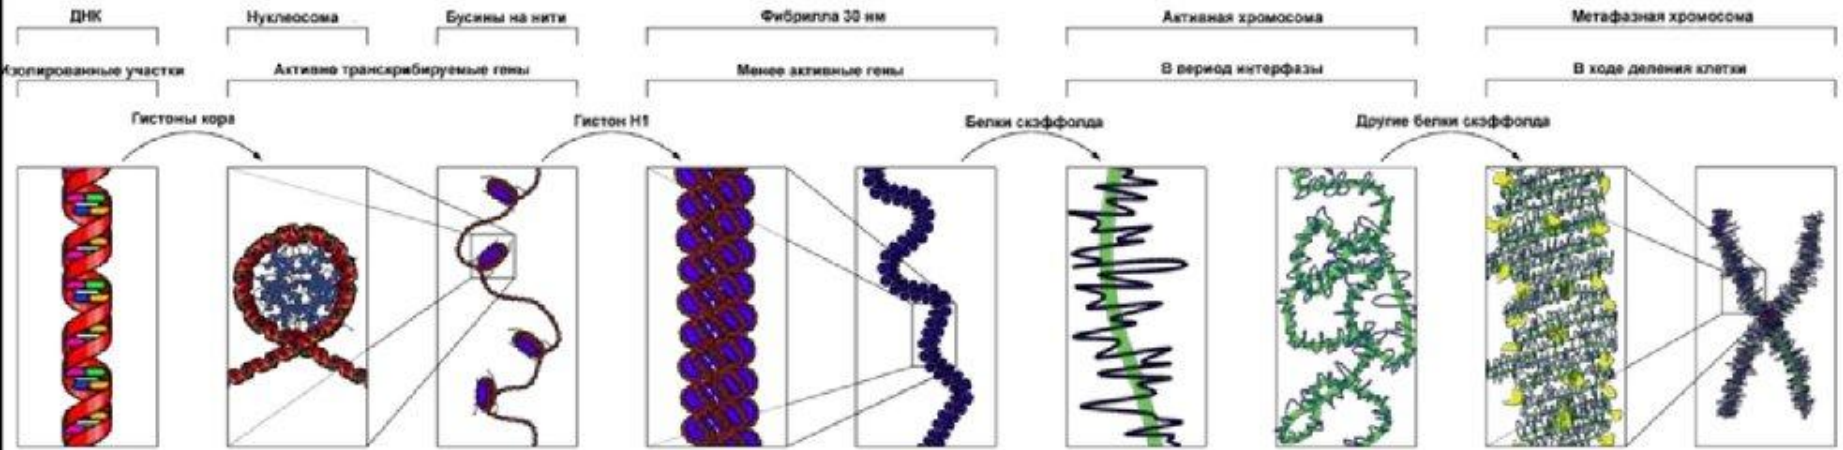 ДНК
Нуклеосома
Бусины на нити
Фибрилла 30 нм
Активная хромосома
Метафазная хромосома
Изолированные участки
Активно транскрибируемые гены
Менее активные гены
В период интерфазы
В ходе деления клетки
Гистоны кора
Гистон H1
Белки скэффолда
Другие белки скэффолда